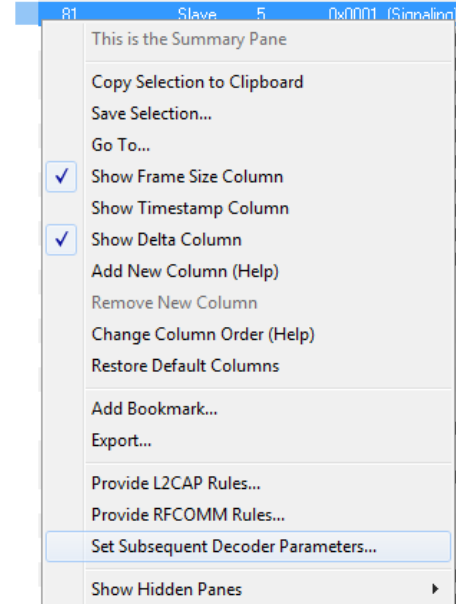 81 Slave 5 0x0001 (Signaling)
This is the Summary Pane
Copy Selection to Clipboard
Save Selection...
Go To...
Show Frame Size Column
Show Timestamp Column
Show Delta Column
Add New Column (Help)
Remove New Column
Change Column Order (Help)
Restore Default Columns
Add Bookmark...
Export...
Provide L2CAP Rules...
Provide RFCOMM Rules...
Set Subsequent Decoder Parameters...
Show Hidden Panes